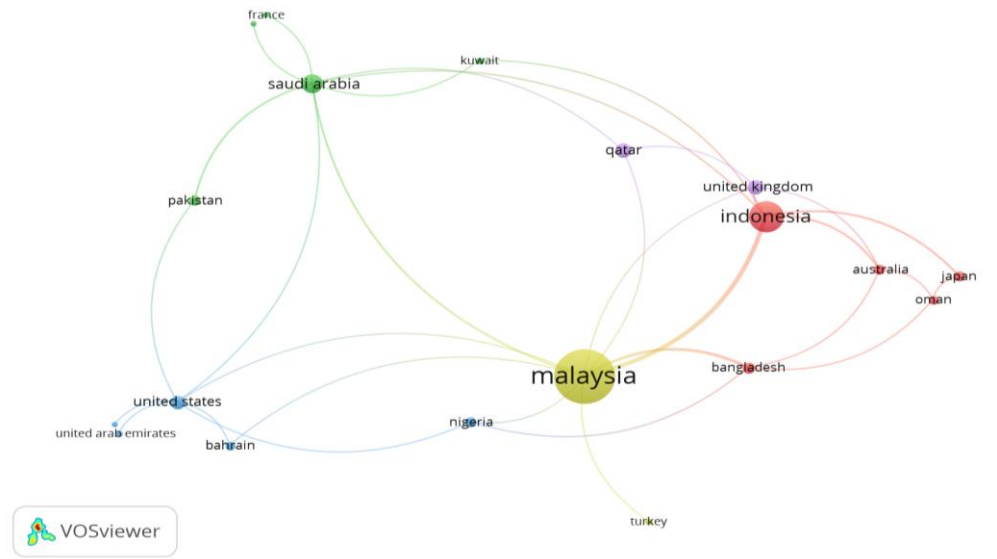 france
kuwait
saudi arabia
qatar
united kingdom
pakistan
indonesia
australia
japan
oman
malaysia
bangladesh
united states
nigeria
united arab emirates
bahrain
turkey
VOSviewer